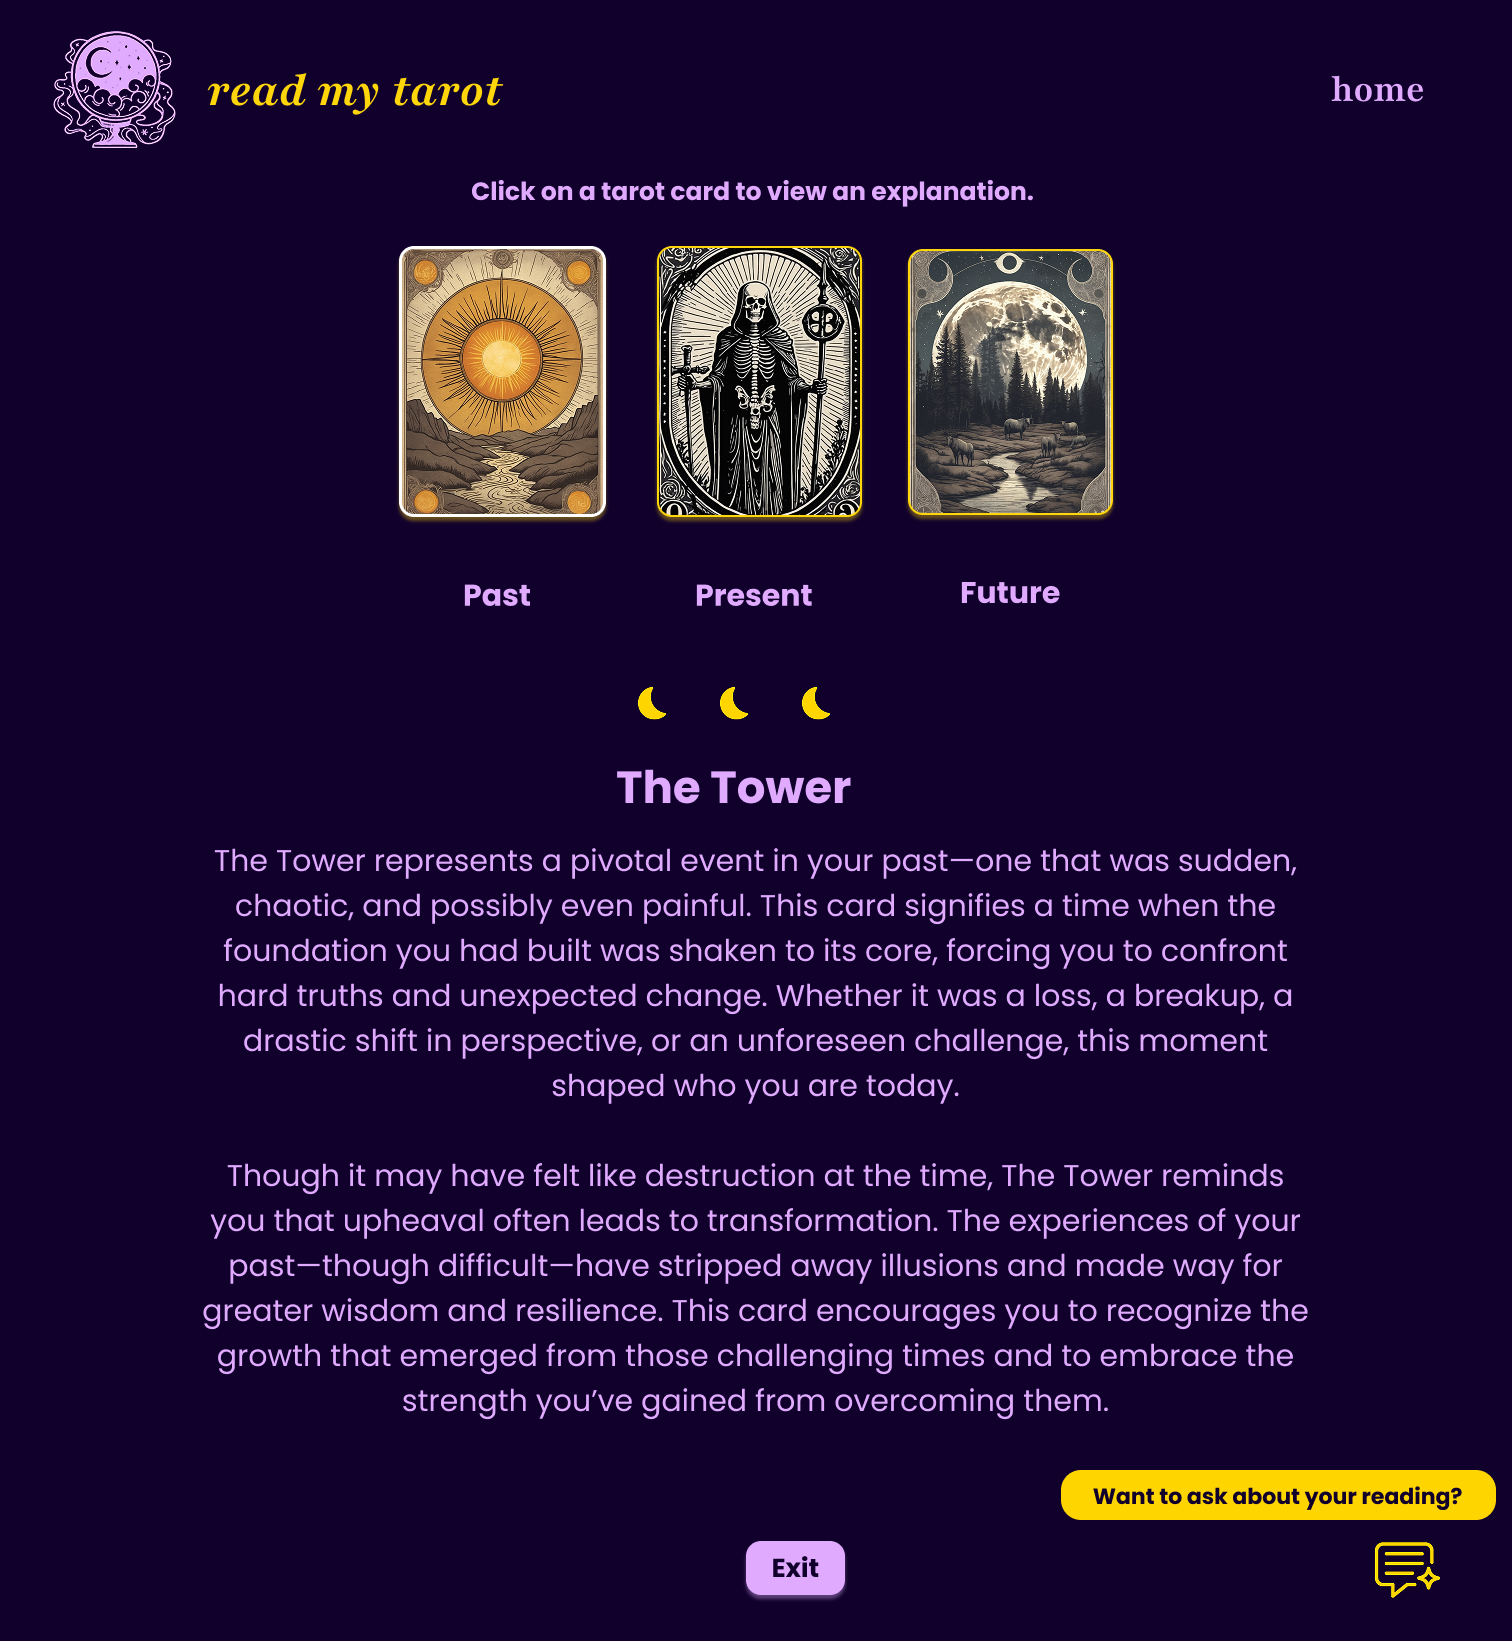 read my tarot
home
Click on a tarot card to view an explanation.
Past
Present
Future
The Tower
The Tower represents a pivotal event in your past—one that was sudden,
chaotic, and possibly even painful. This card signifies a time when the
foundation you had built was shaken to its core, forcing you to confront
hard truths and unexpected change. Whether it was a loss, a breakup, a
drastic shift in perspective, or an unforeseen challenge, this moment
shaped who you are today.
Though it may have felt like destruction at the time, The Tower reminds
you that upheaval often leads to transformation. The experiences of your
past—though difficult—have stripped away illusions and made way for
greater wisdom and resilience. This card encourages you to recognize the
growth that emerged from those challenging times and to embrace the
strength you’ve gained from overcoming them.
Want to ask about your reading?
Exit